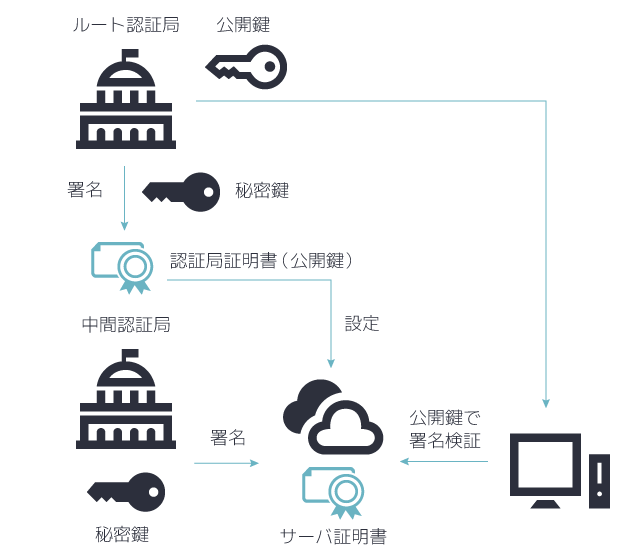 ルート認証局
公開鍵
署名
秘密鍵
認証局証明書（公開鍵）
中間認証局
設定
署名
公開鍵で
署名検証
秘密鍵
サーバ証明書